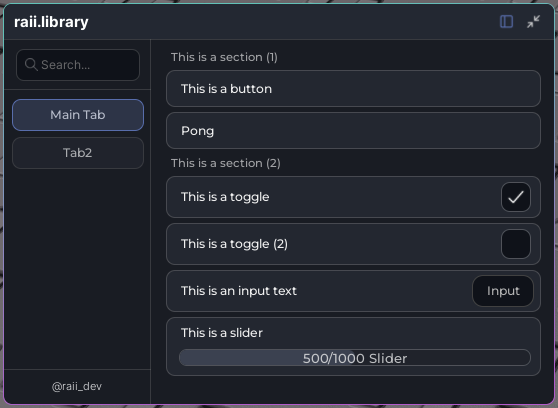 raii.library
Search...
Main Tab
Tab2
@raii_dev
This is a section (1)
This is a button
Pong
This is a section (2)
This is a toggle
This is a toggle (2)
This is an input text
Input
This is a slider
500/1000 Slider